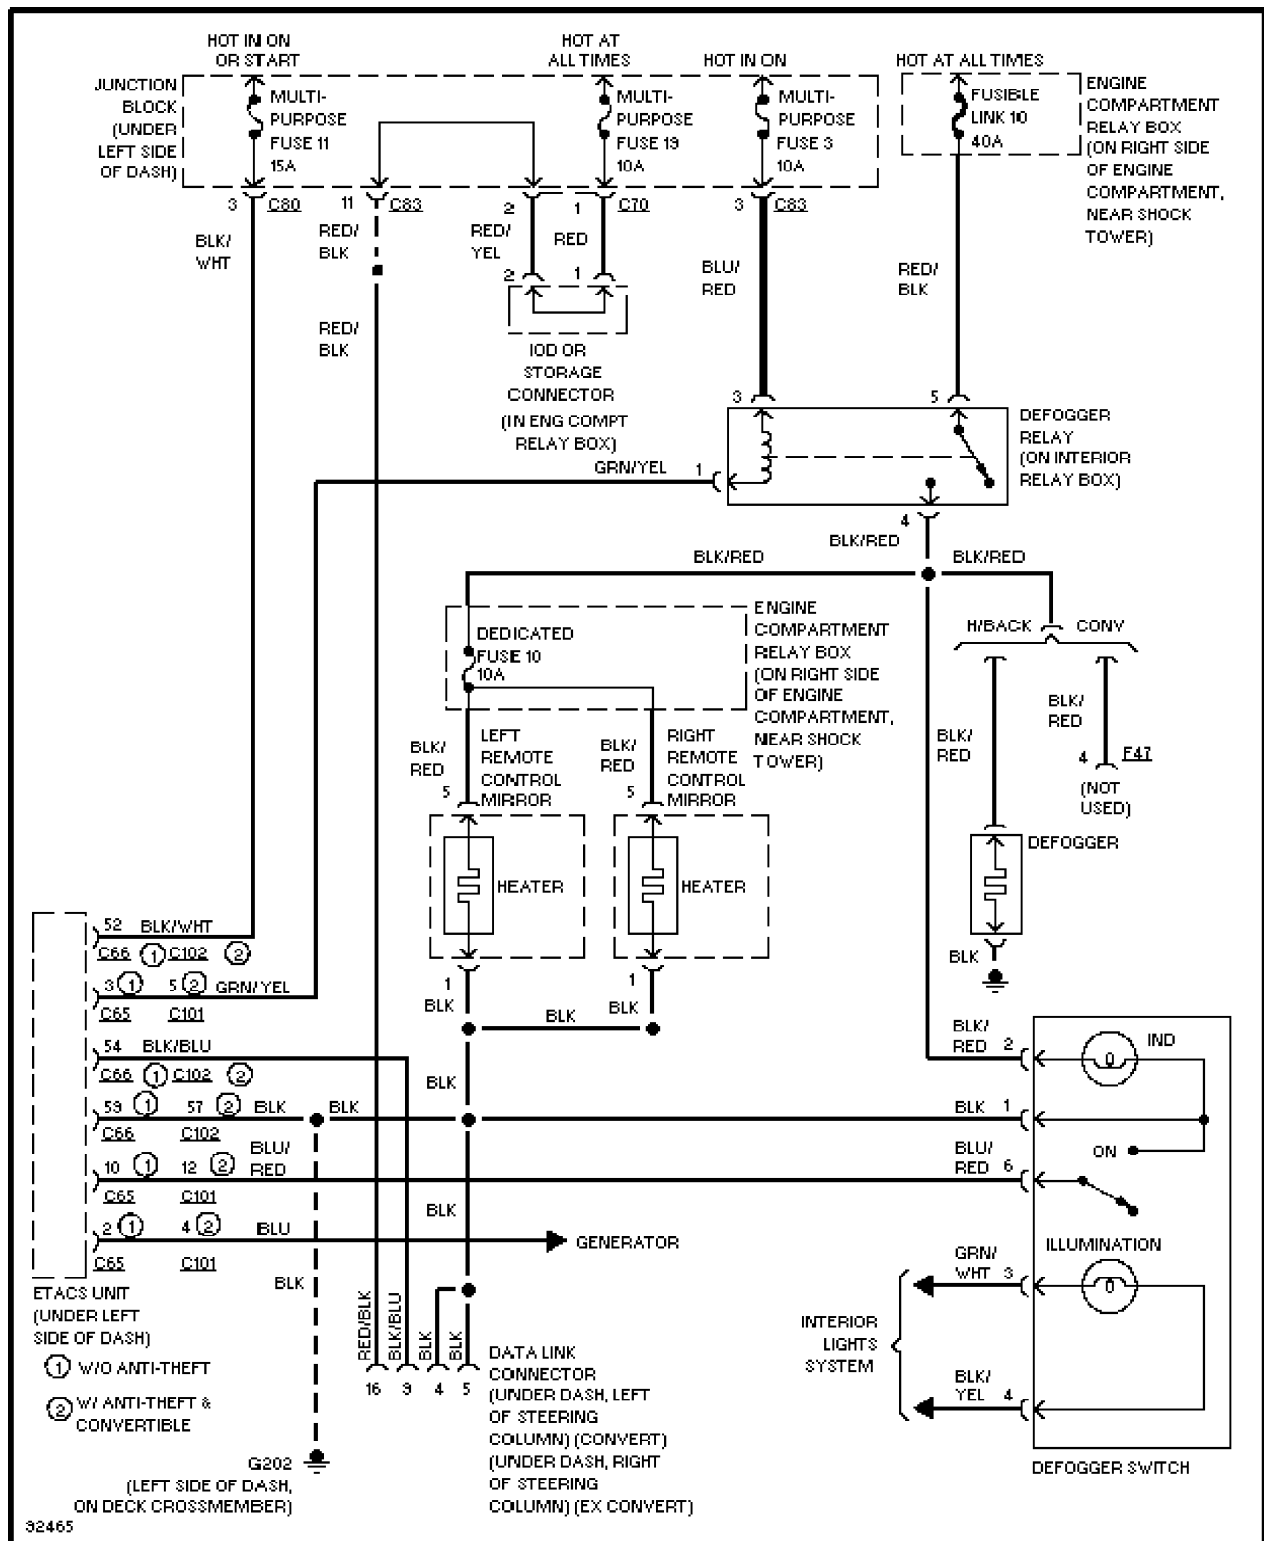 HOT IN ON
OR START
HOT AT
ALL TIMES
HOT IN ON
HOT AT ALL TIMES
JUNCTION
BLOCK
(UNDER
LEFT SIDE
OF DASH)
MULTI-
PURPOSE
FUSE 11
15A
MULTI-
PURPOSE
FUSE 19
10A
MULTI-
PURPOSE
FUSE 3
10A
FUSIBLE
LINK 10
40A
ENGINE
COMPARTMENT
RELAY BOX
(ON RIGHT SIDE
OF ENGINE
COMPARTMENT,
NEAR SHOCK
TOWER)
3 C80
11 C83
2
1 C70
3 C83
BLK/
WHT
RED/
BLK
RED/
YEL
RED
BLU/
RED
RED/
BLK
2 1
RED/
BLK
IOD OR
STORAGE
CONNECTOR
(IN ENG COMPT
RELAY BOX)
3 5
DEFOGGER
RELAY
(ON INTERIOR
RELAY BOX)
GRN/YEL 1
4
BLK/RED
BLK/RED
BLK/RED
DEDICATED
FUSE 10
10A
ENGINE
COMPARTMENT
RELAY BOX
(ON RIGHT SIDE
OF ENGINE
COMPARTMENT,
NEAR SHOCK
TOWER)
H/BACK CONV
BLK/
RED
BLK/
RED
4 F47
(NOT
USED)
BLK/
RED
5
LEFT
REMOTE
CONTROL
MIRROR
BLK/
RED
5
RIGHT
REMOTE
CONTROL
MIRROR
HEATER
HEATER
DEFOGGER
BLK
1
BLK
1
BLK
BLK
BLK
52 BLK/WHT
C66 1 C102 2
3 1 5 2 GRN/YEL
C65 C101
54 BLK/BLU
C66 1 C102 2
59 1 57 2 BLK BLK
C66 C102
BLU/
RED
10 1 12 2
C65 C101
2 1 4 2 BLU
C65 C101
GENERATOR
BLK
BLK
ETACS UNIT
(UNDER LEFT
SIDE OF DASH)
1 W/O ANTI-THEFT
2 W/ ANTI-THEFT &
CONVERTIBLE
G202
(LEFT SIDE OF DASH,
ON DECK CROSSMEMBER)
RED/BLK
BLK/BLU
BLK
BLK
16 9 4 5
DATA LINK
CONNECTOR
(UNDER DASH, LEFT
OF STEERING
COLUMN) (CONVERT)
(UNDER DASH, RIGHT
OF STEERING
COLUMN) (EX CONVERT)
BLK/
RED 2
IND
BLK 1
BLU/
RED 6
ON
ILLUMINATION
GRN/
WHT 3
INTERIOR
LIGHTS
SYSTEM
BLK/
YEL 4
DEFOGGER SWITCH
92465